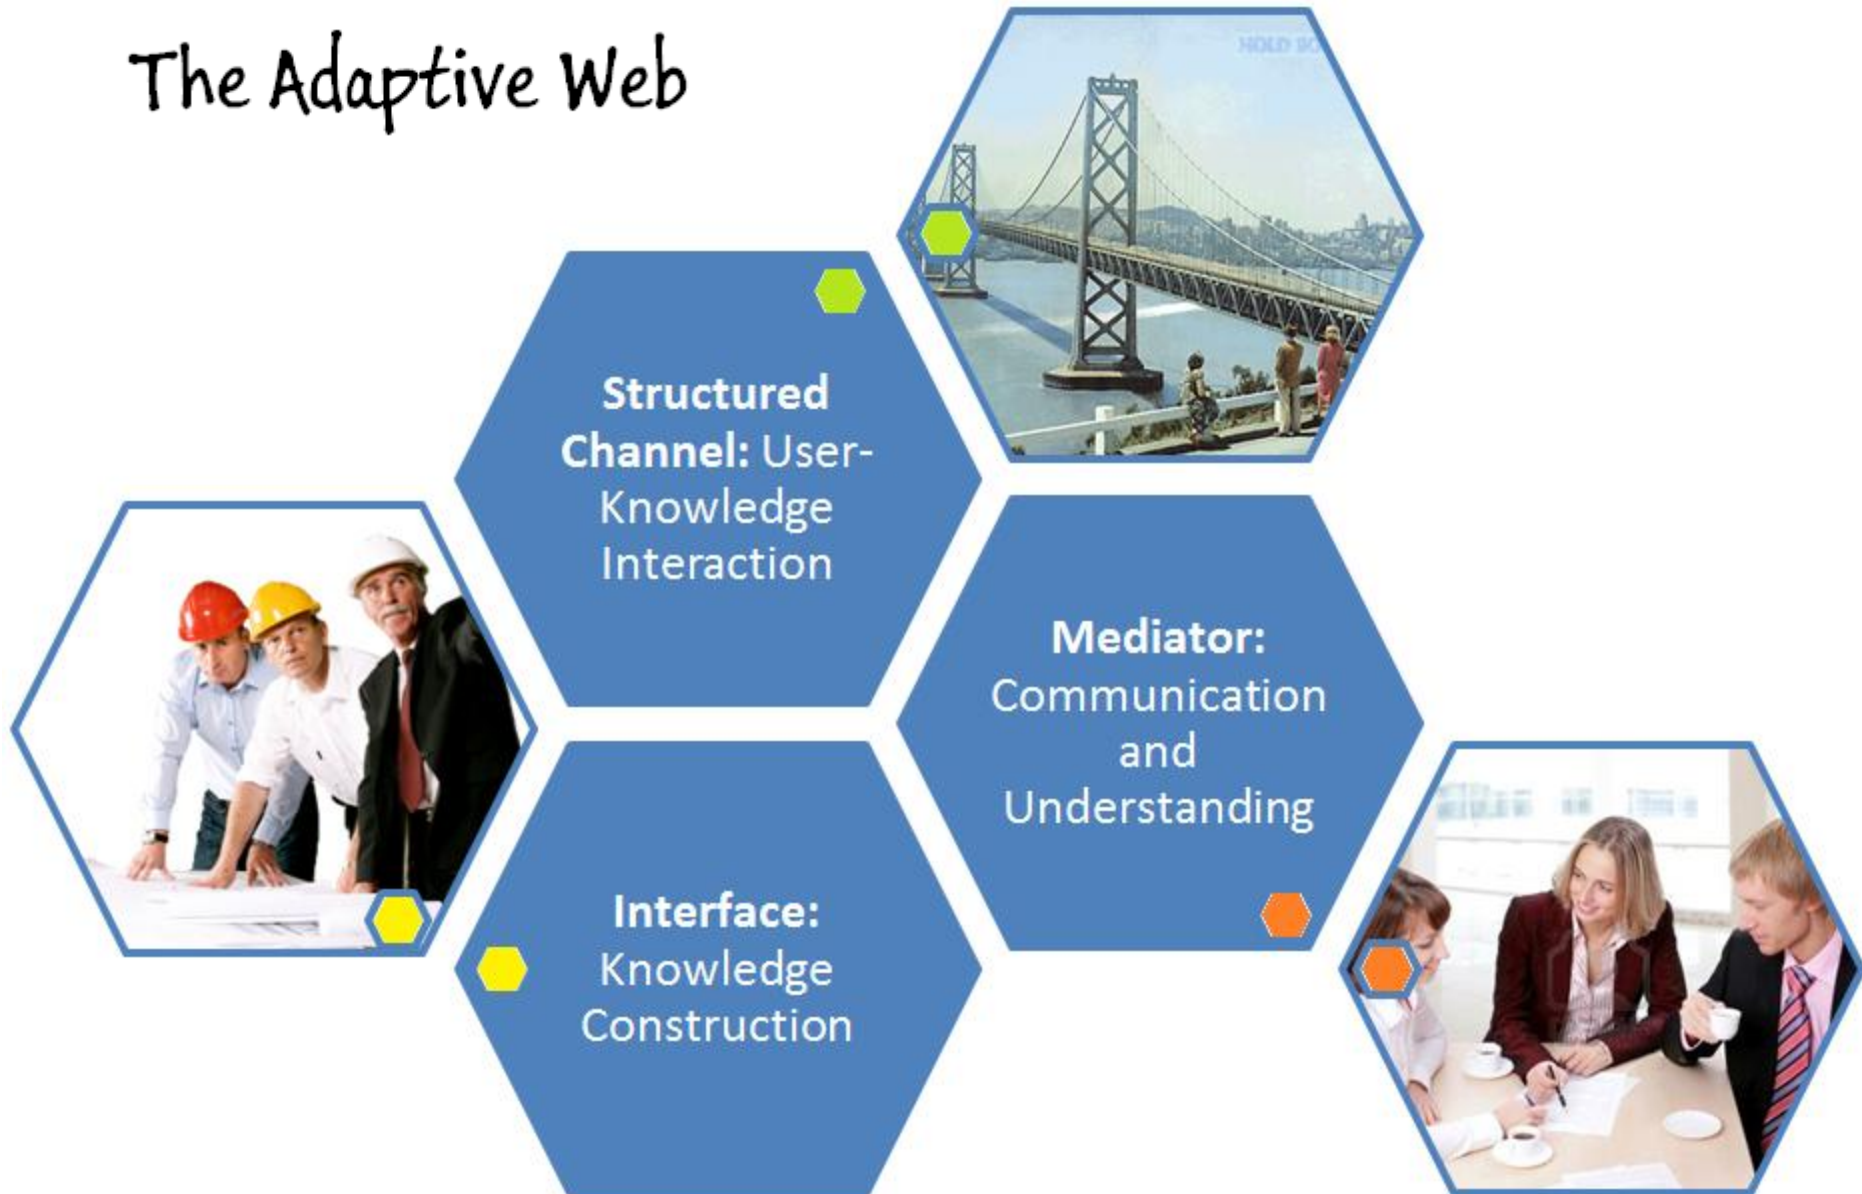 The Adaptive Web
Structured
Channel: User-
Knowledge
Interaction
Mediator:
Communication
and
Understanding
Interface:
Knowledge
Construction